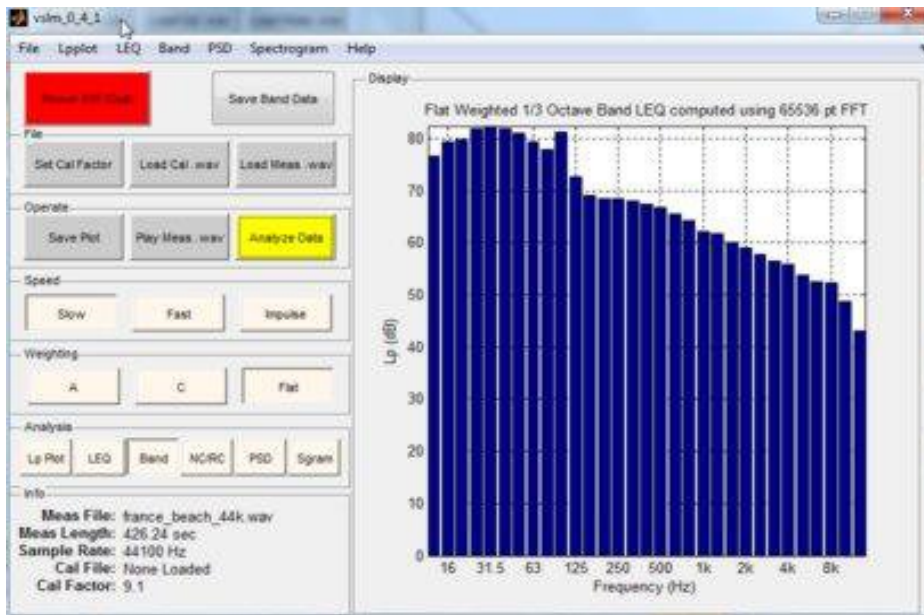 vslm_0_4_1
File Lpplot LEQ Band PSD Spectrogram Help
Save Band Data
File
Set Cal Factor Load Cal .wav Load Meas .wav
Operate
Save Plot Play Meas .wav Analyze Data
Speed
Slow Fast Impulse
Weighting
A C Flat
Analysis
Lp Plot LEQ Band NC/RC PSD Sgram
Info
Meas File: france_beach_44k.wav
Meas Length: 426.24 sec
Sample Rate: 44100 Hz
Cal File: None Loaded
Cal Factor: 9.1
Display
Flat Weighted 1/3 Octave Band LEQ computed using 65536 pt FFT
Lp (dB)
80
70
60
50
40
30
20
10
0
16 31.5 63 125 250 500 1k 2k 4k 8k
Frequency (Hz)